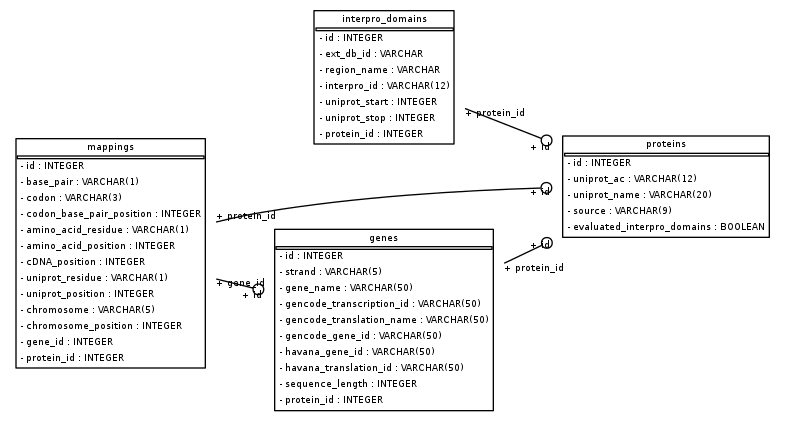 interpro_domains
- id : INTEGER
- ext_db_id : VARCHAR
- region_name : VARCHAR
- interpro_id : VARCHAR(12)
- uniprot_start : INTEGER
- uniprot_stop : INTEGER
- protein_id : INTEGER
+ protein_id
+ id
proteins
- id : INTEGER
- uniprot_ac : VARCHAR(12)
- uniprot_name : VARCHAR(20)
- source : VARCHAR(9)
- evaluated_interpro_domains : BOOLEAN
mappings
- id : INTEGER
- base_pair : VARCHAR(1)
- codon : VARCHAR(3)
- codon_base_pair_position : INTEGER
- amino_acid_residue : VARCHAR(1)
- amino_acid_position : INTEGER
- cDNA_position : INTEGER
- uniprot_residue : VARCHAR(1)
- uniprot_position : INTEGER
- chromosome : VARCHAR(5)
- chromosome_position : INTEGER
- gene_id : INTEGER
- protein_id : INTEGER
+ protein_id
+ id
+ gene_id
+ id
genes
- id : INTEGER
- strand : VARCHAR(5)
- gene_name : VARCHAR(50)
- gencode_transcription_id : VARCHAR(50)
- gencode_translation_name : VARCHAR(50)
- gencode_gene_id : VARCHAR(50)
- havana_gene_id : VARCHAR(50)
- havana_translation_id : VARCHAR(50)
- sequence_length : INTEGER
- protein_id : INTEGER
+ id
+ protein_id